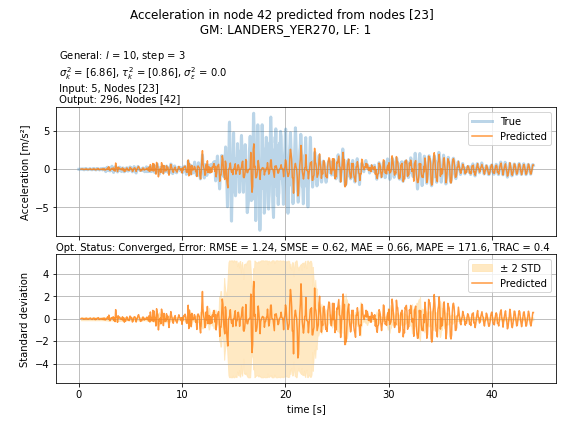 Acceleration in node 42 predicted from nodes [23]
GM: LANDERS_YER270, LF: 1
General: l = 10, step = 3
σ²ₖ = [6.86], τ²ₖ = [0.86], σ²ₑ = 0.0
Input: 5, Nodes [23]
Output: 296, Nodes [42]
Acceleration [m/s²]
5
0
−5
True
Predicted
Opt. Status: Converged, Error: RMSE = 1.24, SMSE = 0.62, MAE = 0.66, MAPE = 171.6, TRAC = 0.4
Standard deviation
4
2
0
−2
−4
± 2 STD
Predicted
0 10 20 30 40
time [s]